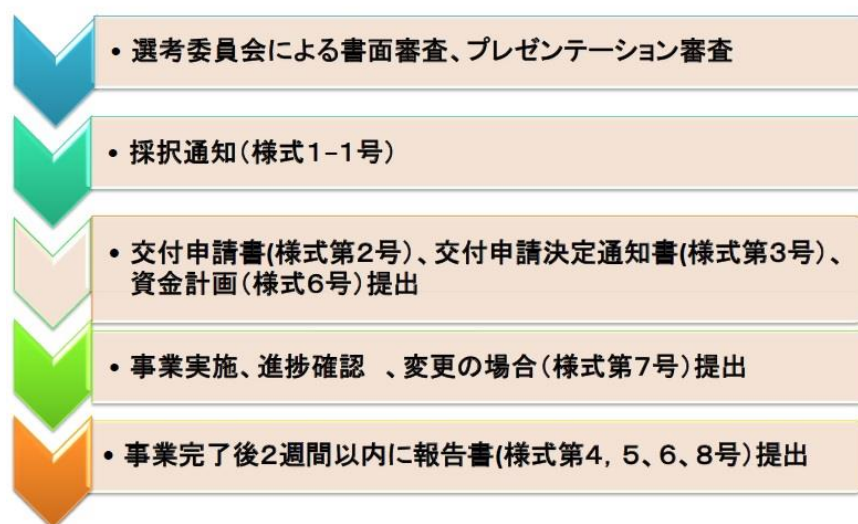 ・選考委員会による書面審査、プレゼンテーション審査
・採択通知（様式１−１号）
・交付申請書(様式第２号)、交付申請決定通知書(様式第３号)、
資金計画（様式６号）提出
・事業実施、進捗確認　、変更の場合（様式第７号）提出
・事業完了後２週間以内に報告書(様式第４，５、６、８号）提出